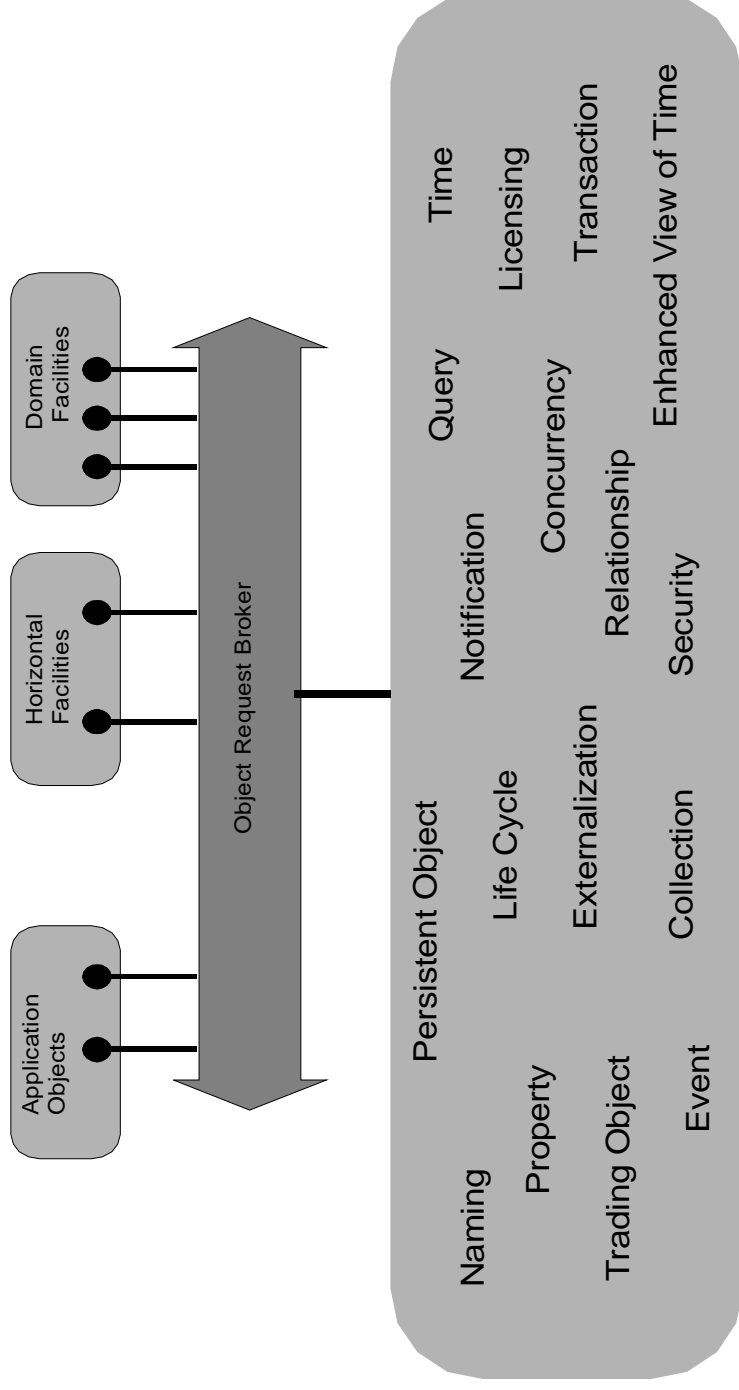 Application
Objects
Horizontal
Facilities
Domain
Facilities
Object Request Broker
Naming
Property
Trading Object
Event
Persistent Object
Life Cycle
Externalization
Collection
Notification
Concurrency
Relationship
Security
Query
Time
Licensing
Transaction
Enhanced View of Time